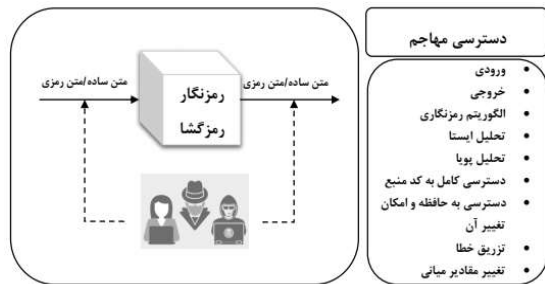 دسترسی مهاجم
ورودی
خروجی
الگوریتم رمزنگاری
تحلیل ایستا
تحلیل پویا
دسترسی کامل به کد منبع
دسترسی به حافظه و امکان
تغییر آن
تزریق خطا
تغییر مقادیر میانی
متن ساده/متن رمزی
رمزنگار
رمزگشا
متن ساده/متن رمزی